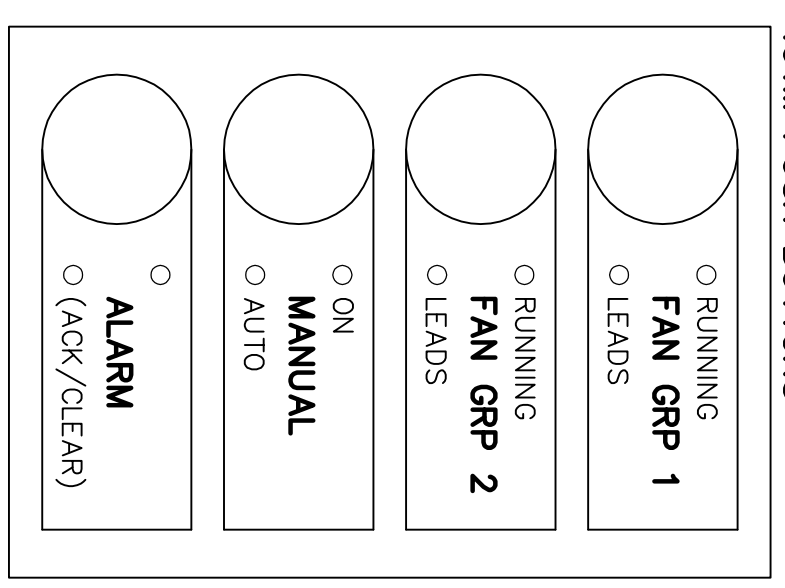 RUNNING
FAN GRP 1
LEADS
RUNNING
FAN GRP 2
LEADS
ON
MANUAL
AUTO
ALARM
(ACK/CLEAR)